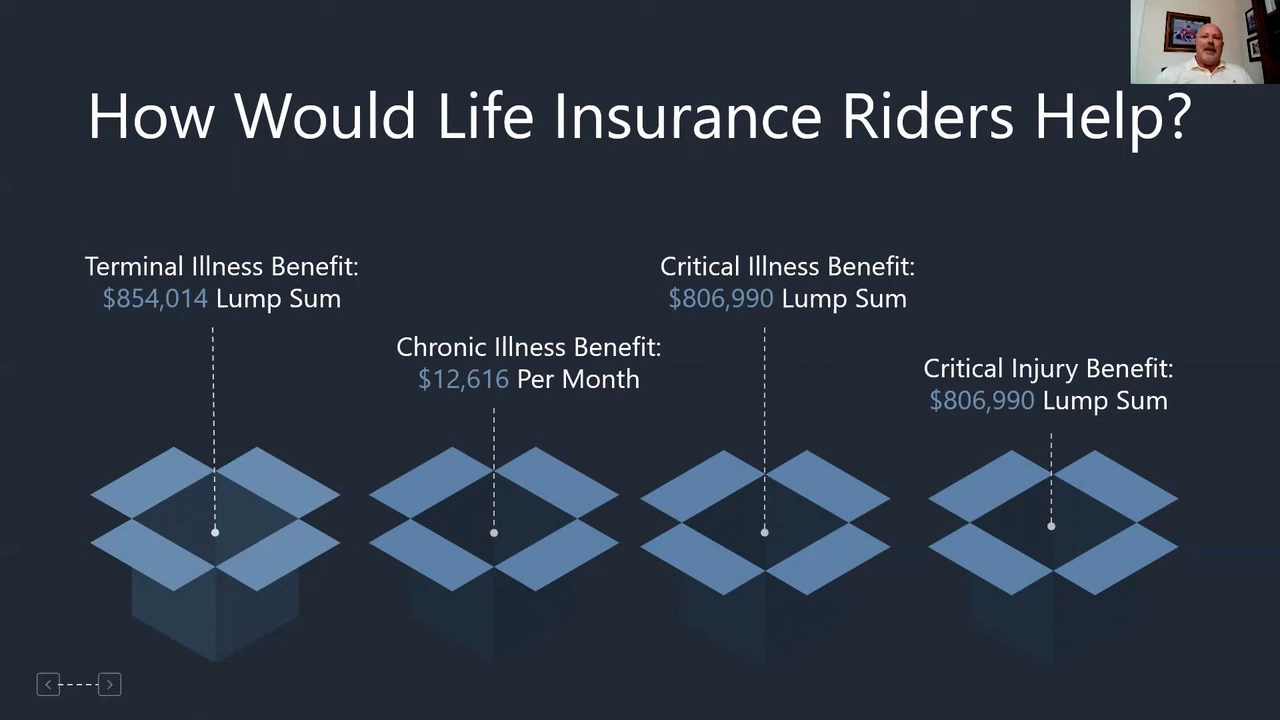 How Would Life Insurance Riders Help?
Terminal Illness Benefit:
$854,014 Lump Sum
Chronic Illness Benefit:
$12,616 Per Month
Critical Illness Benefit:
$806,990 Lump Sum
Critical Injury Benefit:
$806,990 Lump Sum